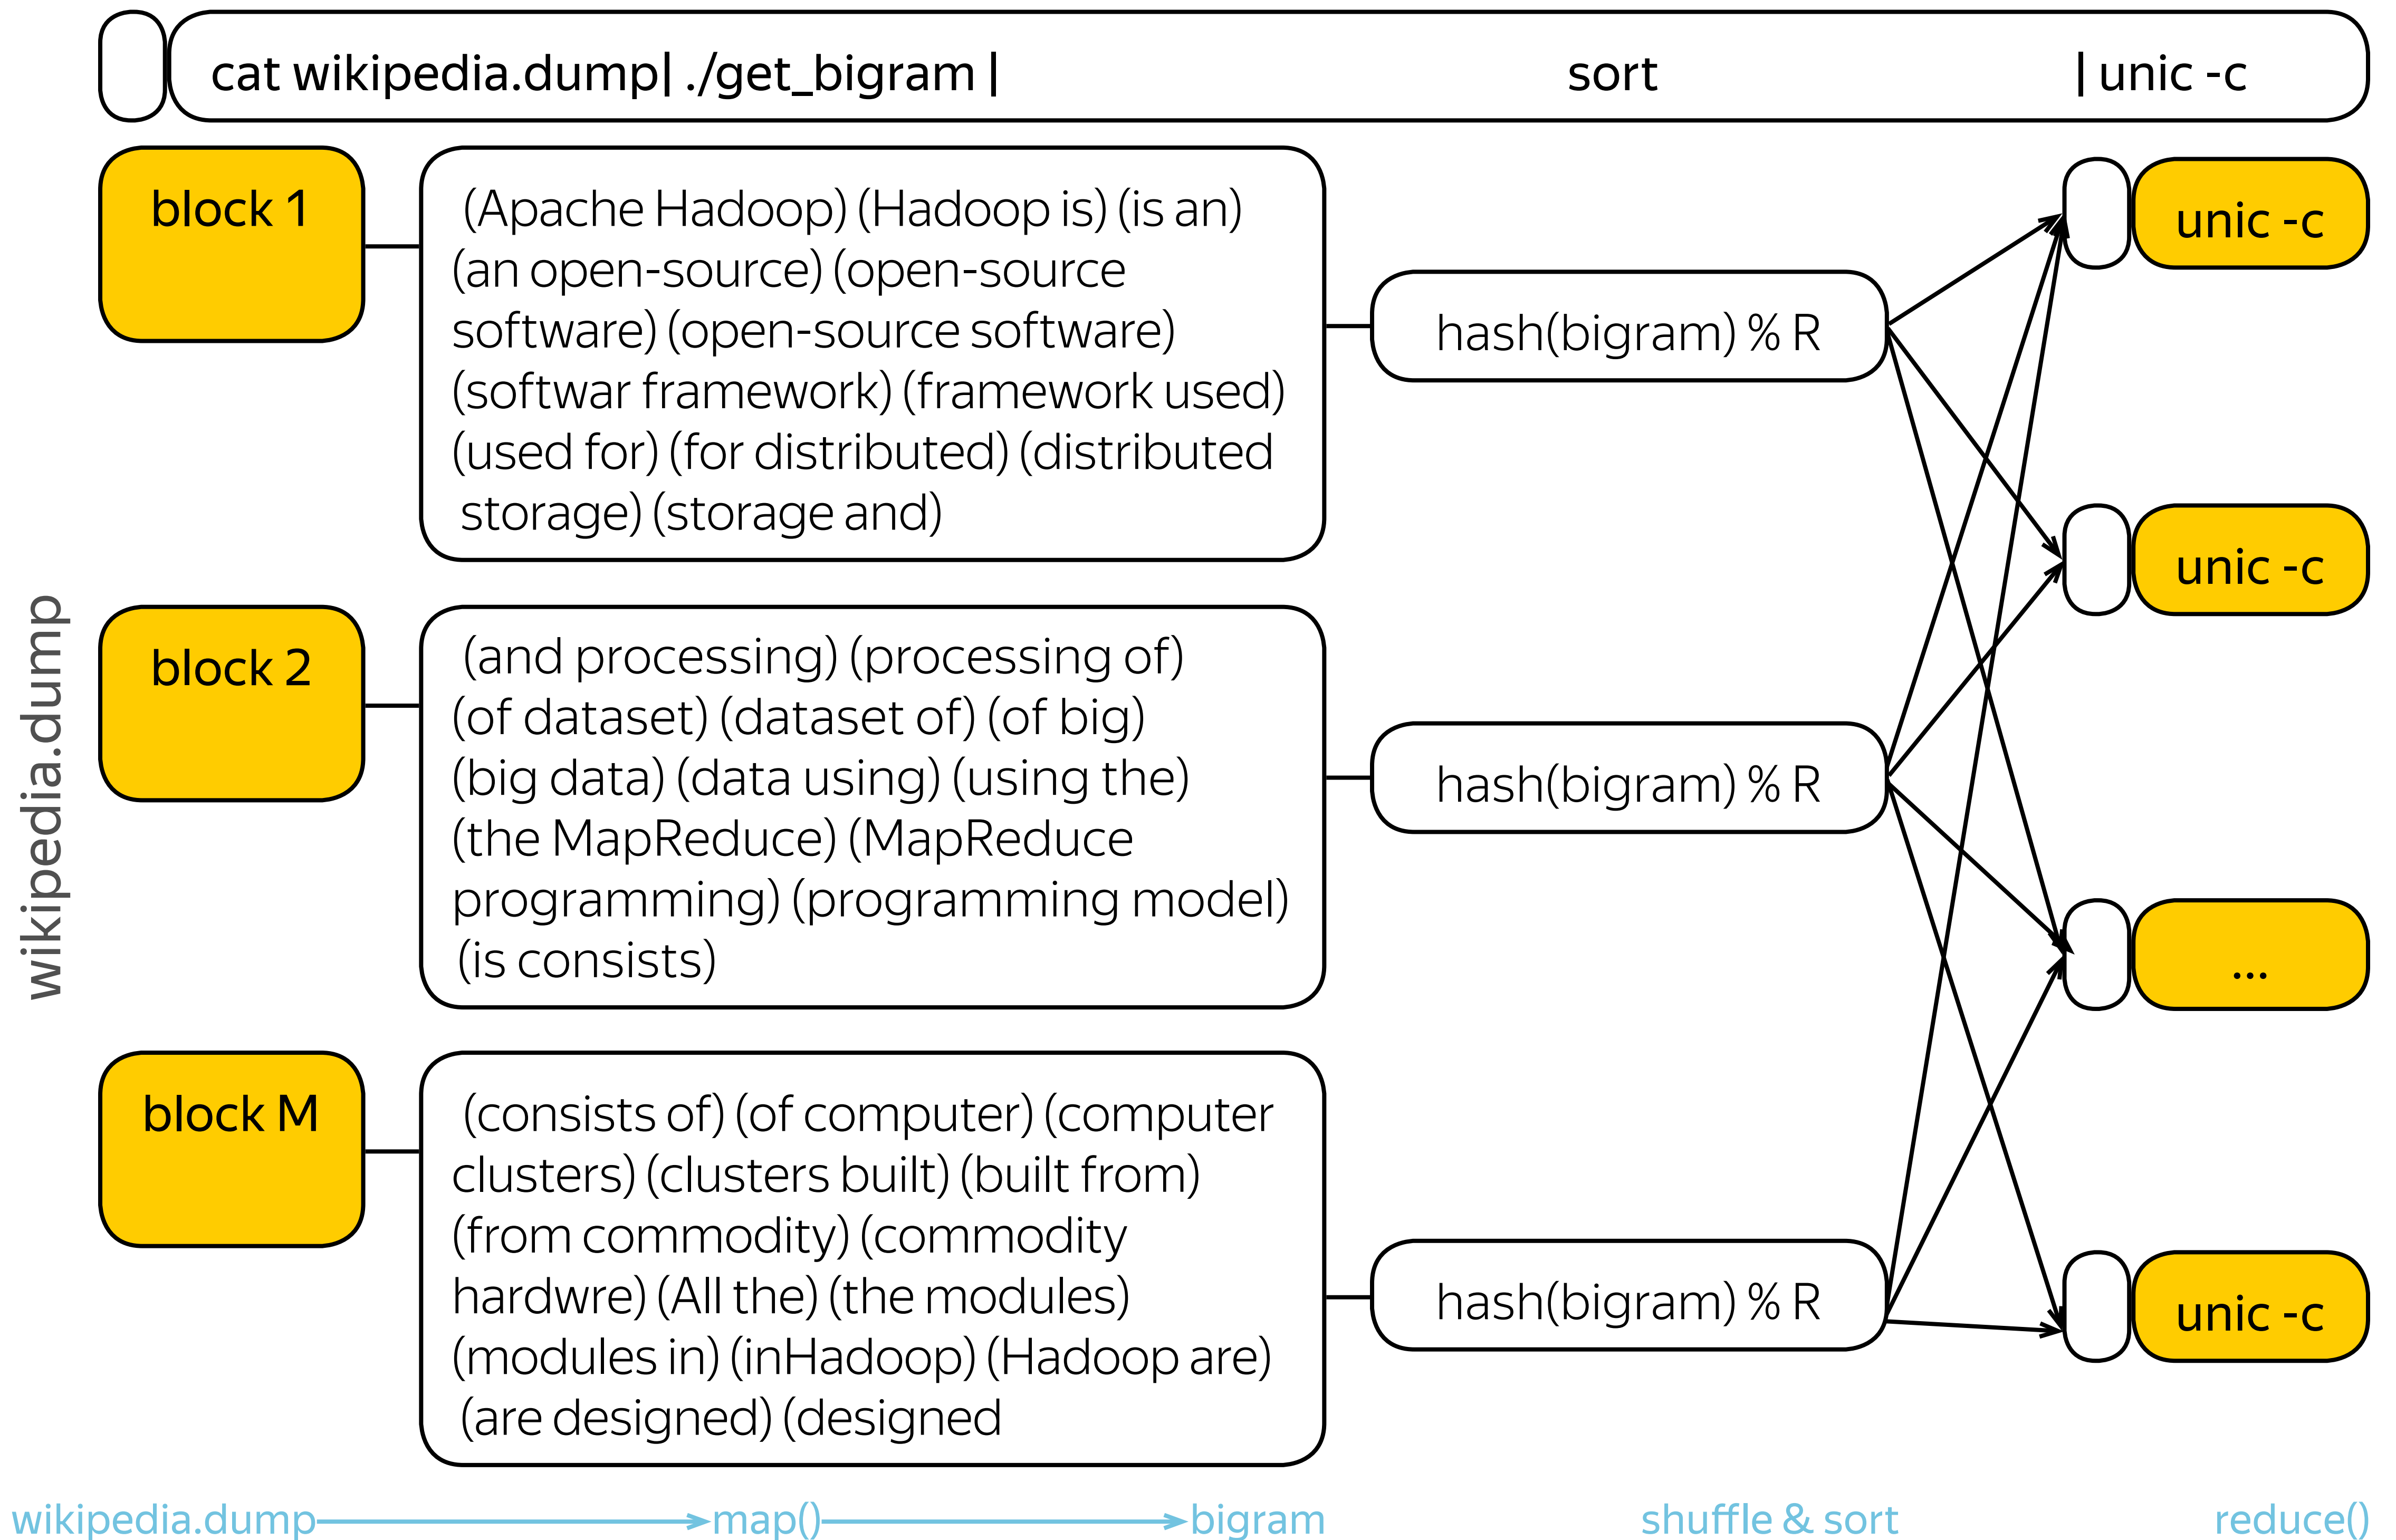 cat wikipedia.dump| ./get_bigram | sort | unic -c
wikipedia.dump
block 1
(Apache Hadoop) (Hadoop is) (is an)
(an open-source) (open-source
software) (open-source software)
(softwar framework) (framework used)
(used for) (for distributed) (distributed
storage) (storage and)
hash(bigram) % R
unic -c
unic -c
block 2
(and processing) (processing of)
(of dataset) (dataset of) (of big)
(big data) (data using) (using the)
(the MapReduce) (MapReduce
programming) (programming model)
(is consists)
hash(bigram) % R
...
block M
(consists of) (of computer) (computer
clusters) (clusters built) (built from)
(from commodity) (commodity
hardwre) (All the) (the modules)
(modules in) (inHadoop) (Hadoop are)
(are designed) (designed
hash(bigram) % R
unic -c
wikipedia.dump map() bigram shuffle & sort reduce()